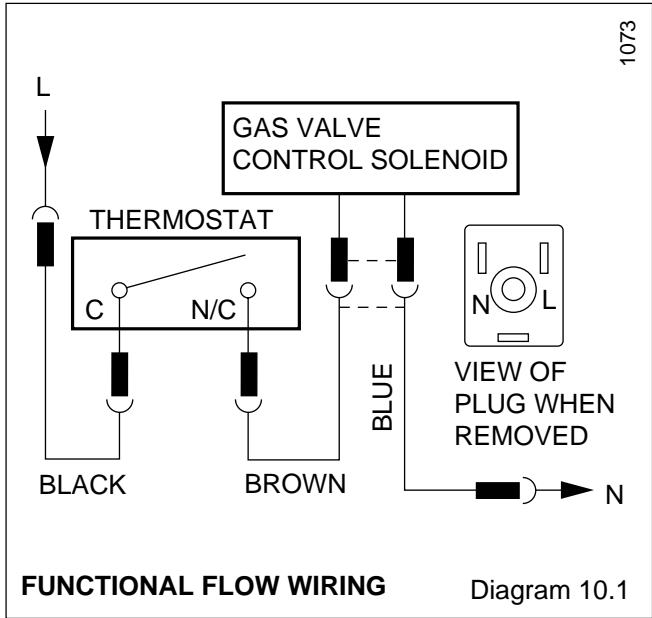 1073
L
GAS VALVE
CONTROL SOLENOID
THERMOSTAT
C N/C
N L
BLUE
VIEW OF
PLUG WHEN
REMOVED
BLACK BROWN
N
FUNCTIONAL FLOW WIRING Diagram 10.1